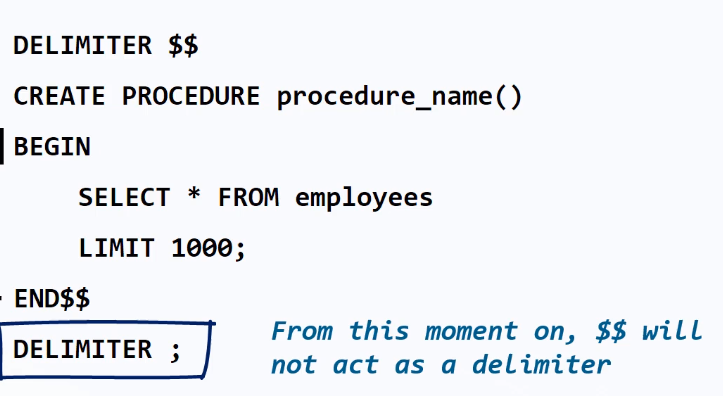 DELIMITER $$
CREATE PROCEDURE procedure_name()
BEGIN
SELECT * FROM employees
LIMIT 1000;
END$$
DELIMITER ;
From this moment on, $$ will
not act as a delimiter